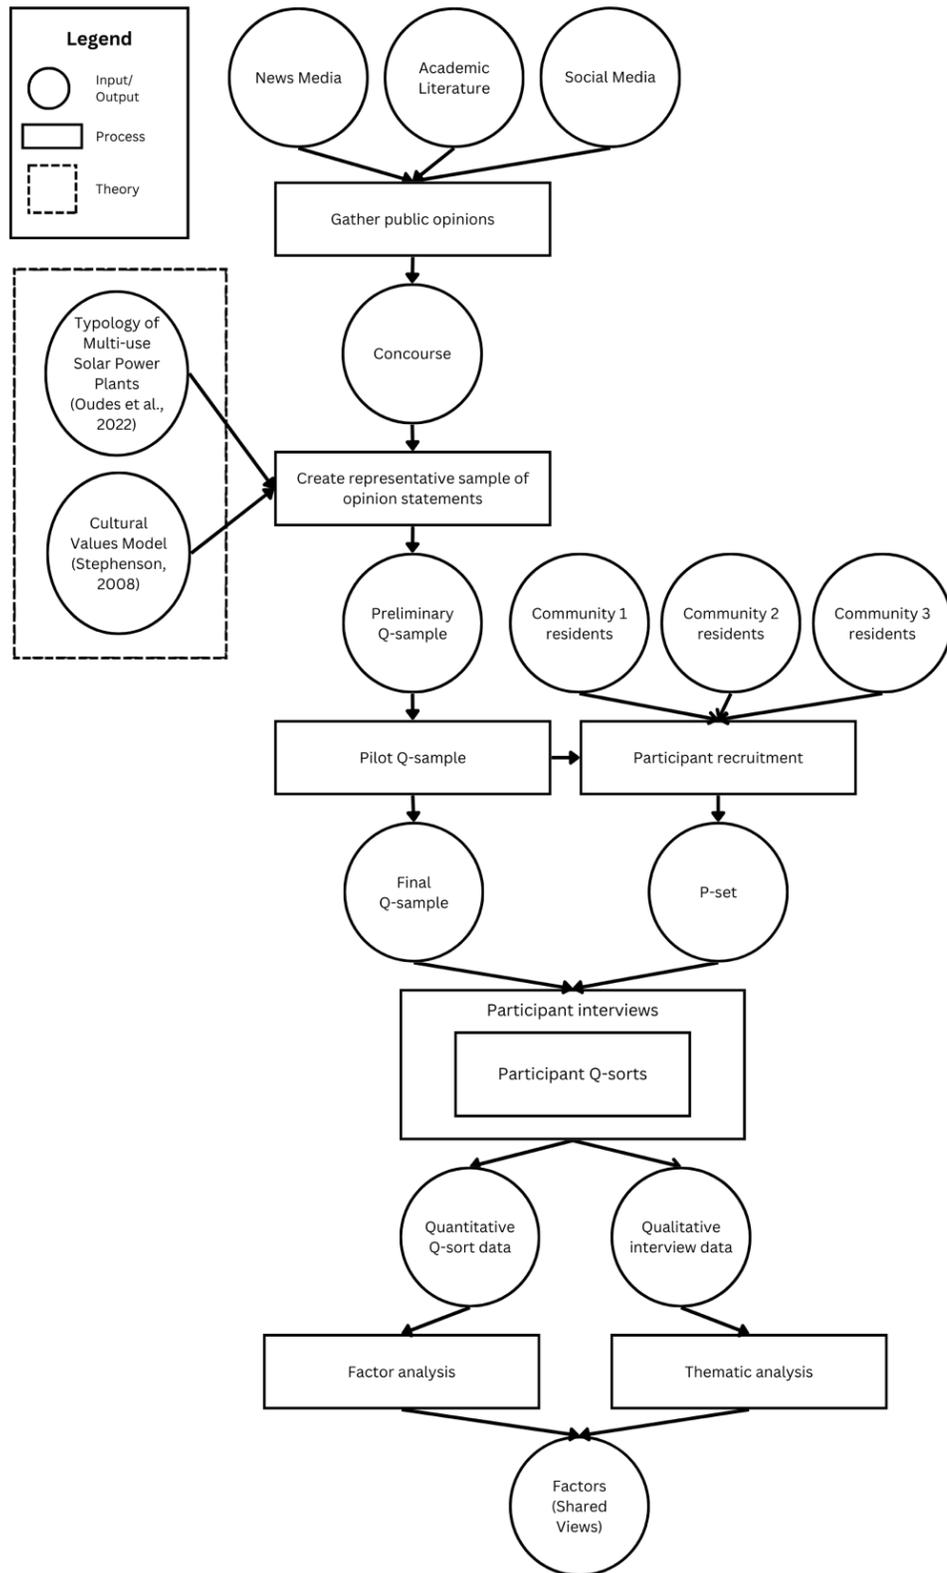 Legend
Input/
Output
Process
Theory
News Media
Academic
Literature
Social Media
Gather public opinions
Concourse
Typology of
Multi-use
Solar Power
Plants
(Oudes et al.,
2022)
Cultural
Values Model
(Stephenson,
2008)
Create representative sample of
opinion statements
Preliminary
Q-sample
Community 1
residents
Community 2
residents
Community 3
residents
Pilot Q-sample
Participant recruitment
Final
Q-sample
P-set
Participant interviews
Participant Q-sorts
Quantitative
Q-sort data
Qualitative
interview data
Factor analysis
Thematic analysis
Factors
(Shared
Views)